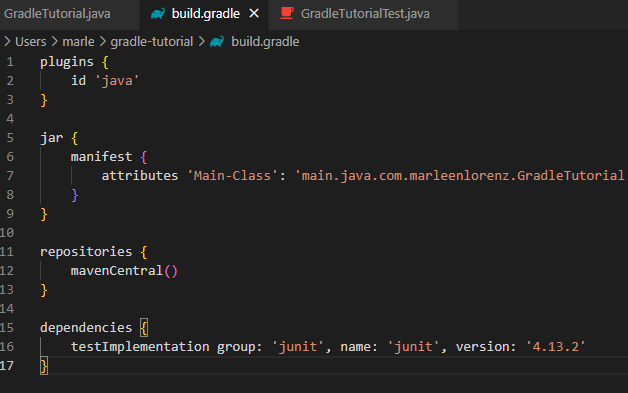 GradleTutorial.java build.gradle × GradleTutorialTest.java
> Users > marle > gradle-tutorial > build.gradle
1 plugins {
2     id 'java'
3 }
4
5 jar {
6     manifest {
7         attributes 'Main-Class': 'main.java.com.marleenlorenz.GradleTutorial
8     }
9 }
10
11 repositories {
12     mavenCentral()
13 }
14
15 dependencies {
16     testImplementation group: 'junit', name: 'junit', version: '4.13.2'
17 }